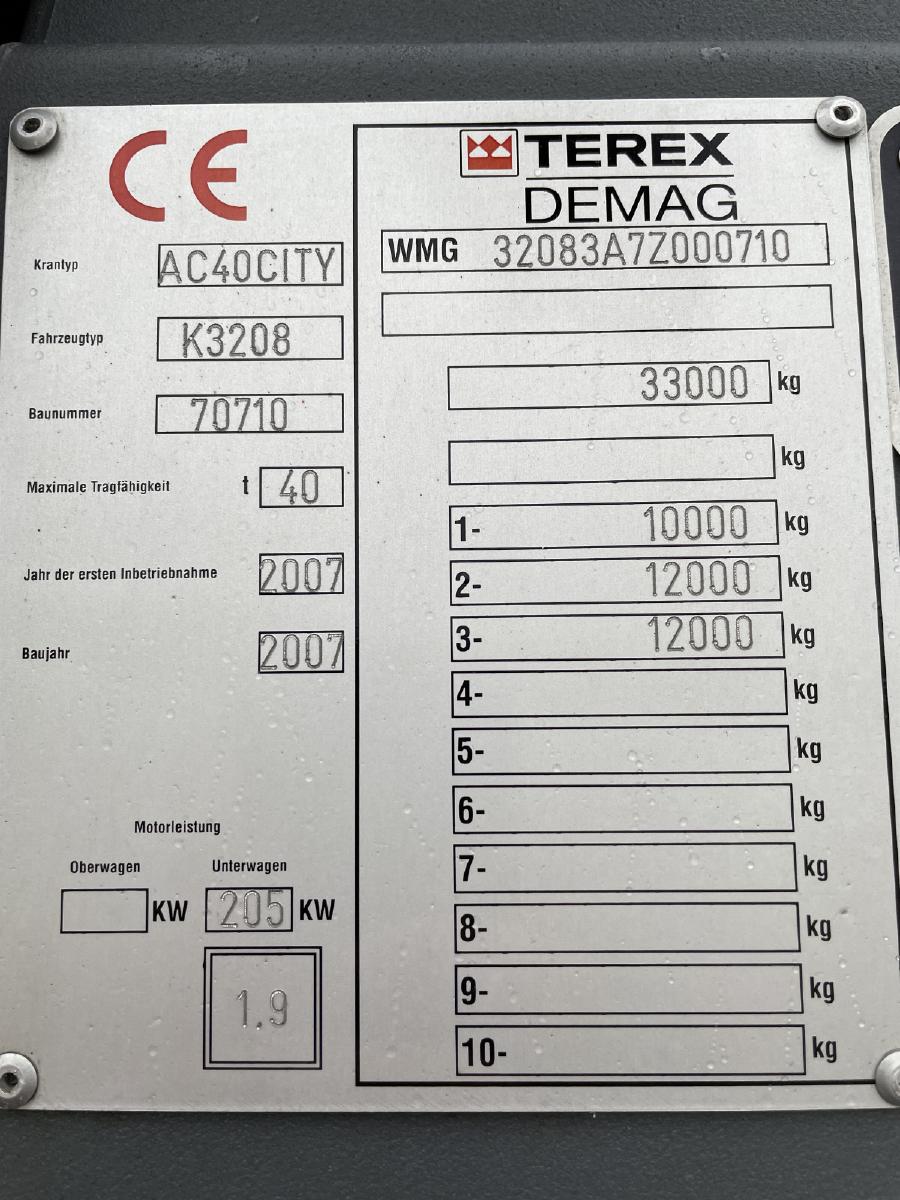 CE
Krantyp AC40CITY
Fahrzeugtyp K3208
Baunummer 70710
Maximale Tragfähigkeit t 40
Jahr der ersten Inbetriebnahme 2007
Baujahr 2007
Motorleistung
Oberwagen Unterwagen
KW 205 KW
1.9
TEREX
DEMAG
WMG 32083A7Z000710
33000 kg
kg
1- 10000 kg
2- 12000 kg
3- 12000 kg
4- kg
5- kg
6- kg
7- kg
8- kg
9- kg
10- kg